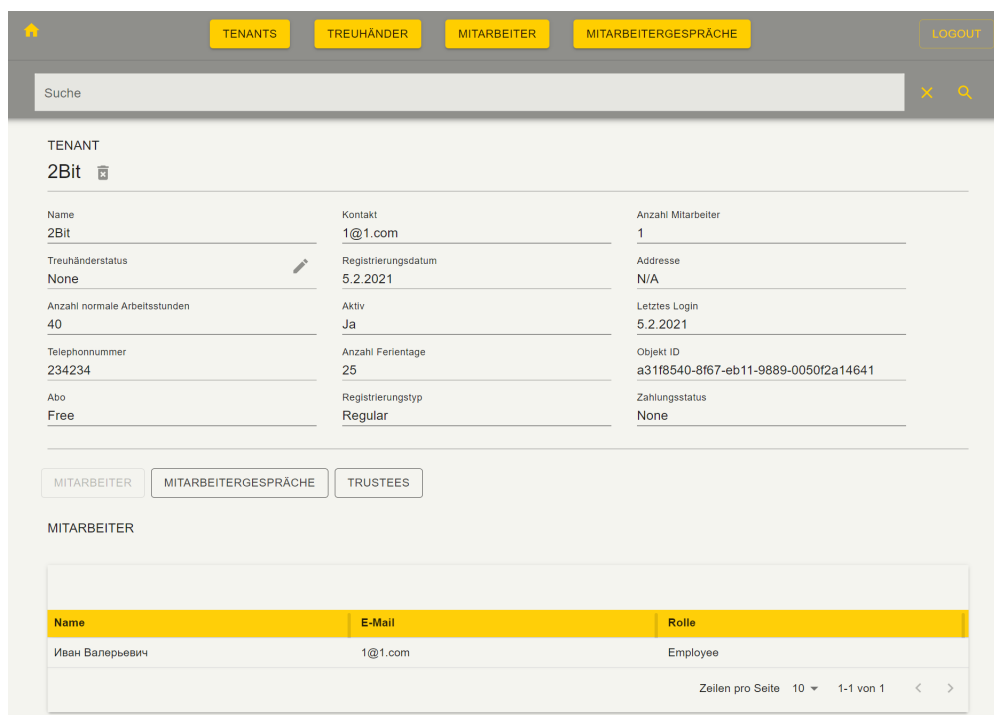 TENANTS TREUHÄNDER MITARBEITER MITARBEITERGESPRÄCHE LOGOUT
Suche
TENANT
2Bit
Name Kontakt Anzahl Mitarbeiter
2Bit 1@1.com 1
Treuhänderstatus Registrierungsdatum Addresse
None 5.2.2021 N/A
Anzahl normale Arbeitsstunden Aktiv Letztes Login
40 Ja 5.2.2021
Telephonnummer Anzahl Ferientage Objekt ID
234234 25 a31f8540-8f67-eb11-9889-0050f2a14641
Abo Registrierungstyp Zahlungsstatus
Free Regular None
MITARBEITER MITARBEITERGESPRÄCHE TRUSTEES
MITARBEITER
Name E-Mail Rolle
Иван Валерьевич 1@1.com Employee
Zeilen pro Seite 10 1-1 von 1